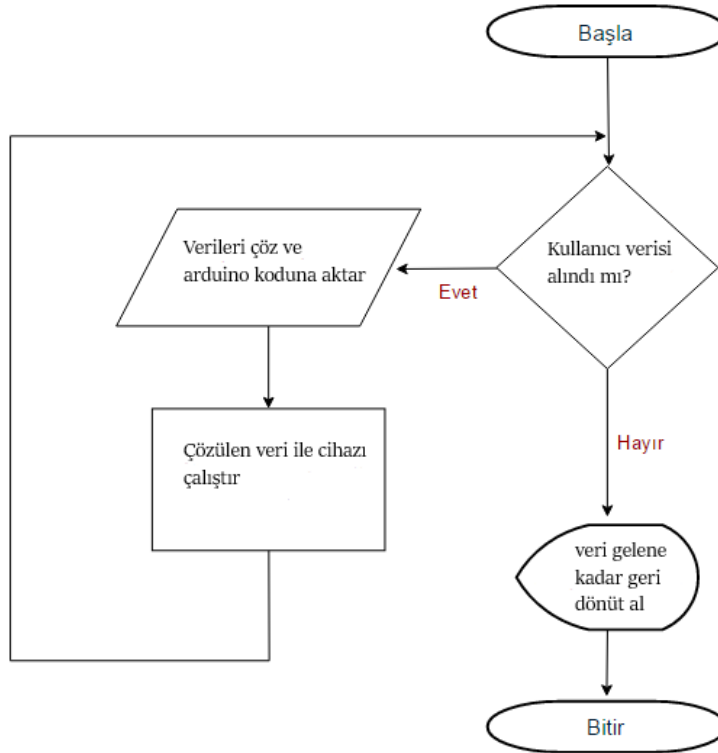 Başla
Kullanıcı verisi
alındı mı?
Evet
Verileri çöz ve
arduino koduna aktar
Çözülen veri ile cihazı
çalıştır
Hayır
veri gelene
kadar geri
dönüt al
Bitir